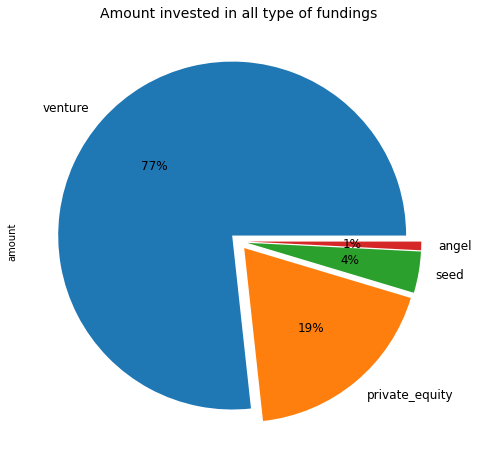 Amount invested in all type of fundings
venture
77%
amount
1%
angel
4%
seed
19%
private_equity